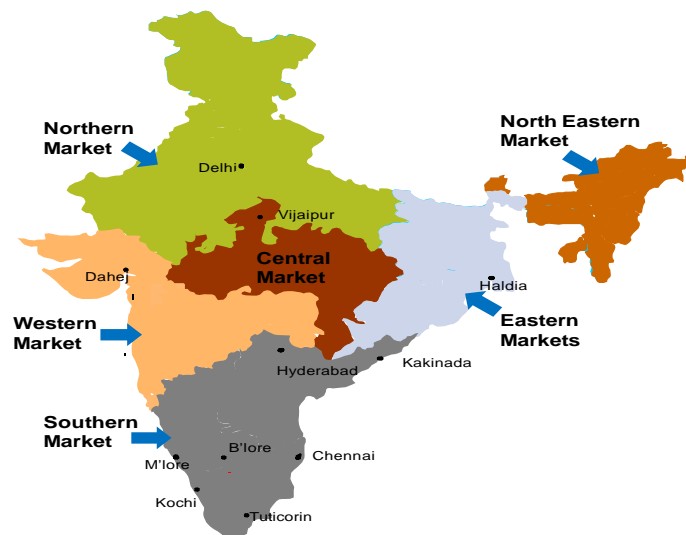 North Eastern
Market
Northern
Market
Delhi
Vijaipur
Central
Market
Dahej
Haldia
Western
Market
Eastern
Markets
Hyderabad
Kakinada
Southern
Market
B'lore
M'lore
Chennai
Kochi
Tuticorin